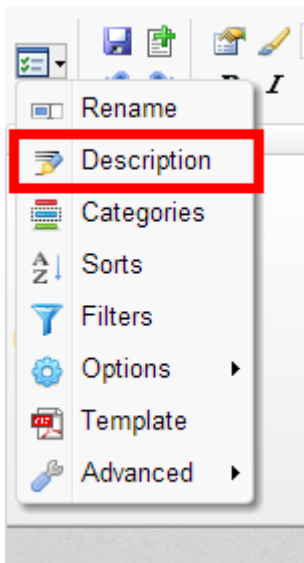 Rename
Description
Categories
Sorts
Filters
Options
Template
Advanced